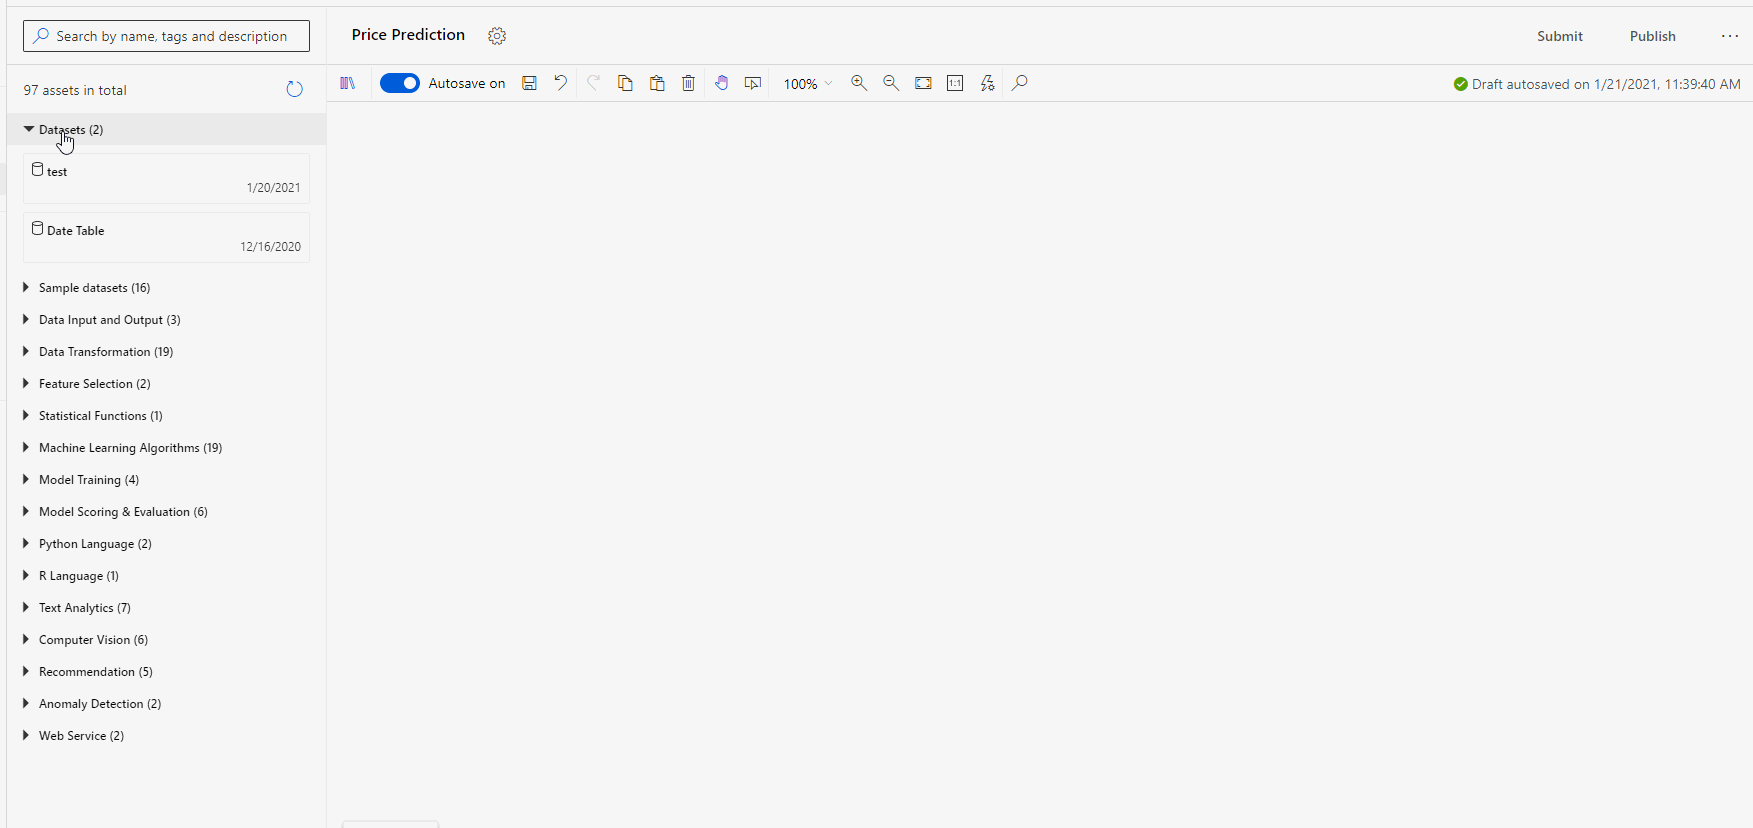 Search by name, tags and description
Price Prediction
Submit
Publish
97 assets in total
Autosave on
100%
1:1
Draft autosaved on 1/21/2021, 11:39:40 AM
Datasets (2)
test
1/20/2021
Date Table
12/16/2020
Sample datasets (16)
Data Input and Output (3)
Data Transformation (19)
Feature Selection (2)
Statistical Functions (1)
Machine Learning Algorithms (19)
Model Training (4)
Model Scoring & Evaluation (6)
Python Language (2)
R Language (1)
Text Analytics (7)
Computer Vision (6)
Recommendation (5)
Anomaly Detection (2)
Web Service (2)